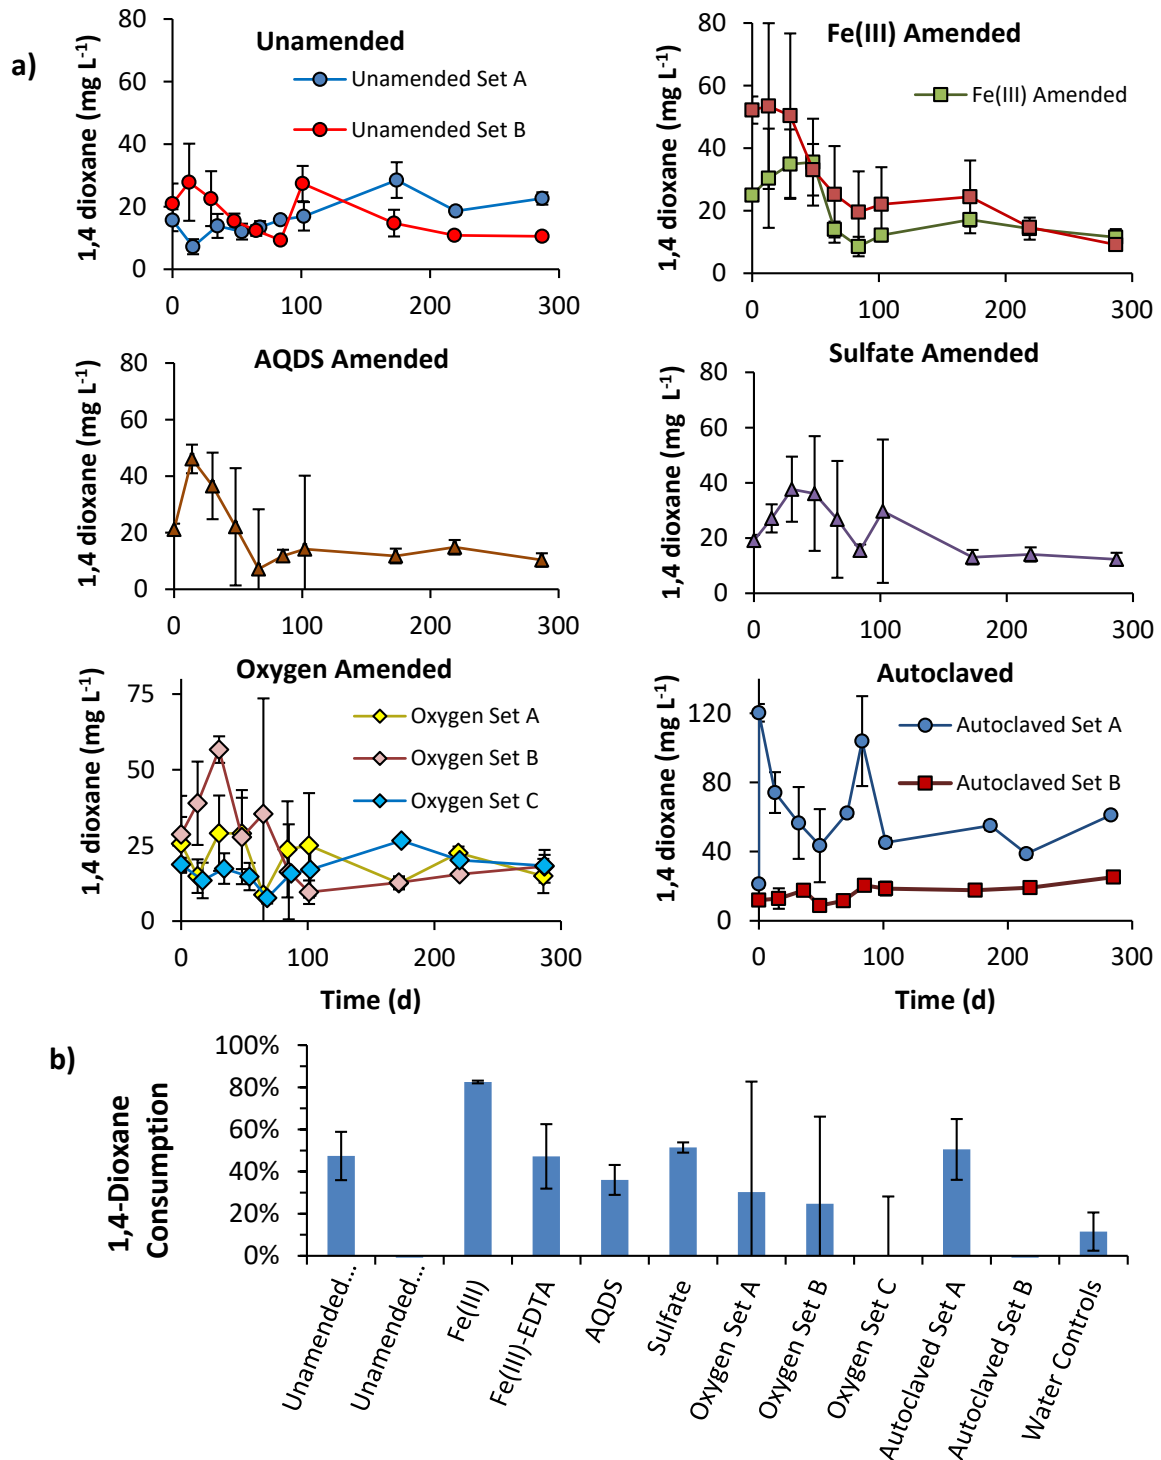 a)
Unamended
Unamended Set A
Unamended Set B
1,4 dioxane (mg L-1)
80
60
40
20
0
0 100 200 300
Fe(III) Amended
Fe(III) Amended
1,4 dioxane (mg L-1)
80
60
40
20
0
0 100 200 300
AQDS Amended
1,4 dioxane (mg L-1)
80
60
40
20
0
0 100 200 300
Sulfate Amended
1,4 dioxane (mg L-1)
80
60
40
20
0
0 100 200 300
Oxygen Amended
Oxygen Set A
Oxygen Set B
Oxygen Set C
1,4 dioxane (mg L-1)
75
50
25
0
0 100 200 300
Time (d)
Autoclaved
Autoclaved Set A
Autoclaved Set B
1,4 dioxane (mg L-1)
120
80
40
0
0 100 200 300
Time (d)
b)
1,4-Dioxane
Consumption
100%
80%
60%
40%
20%
0%
Unamended...
Unamended...
Fe(III)
Fe(III)-EDTA
AQDS
Sulfate
Oxygen Set A
Oxygen Set B
Oxygen Set C
Autoclaved Set A
Autoclaved Set B
Water Controls